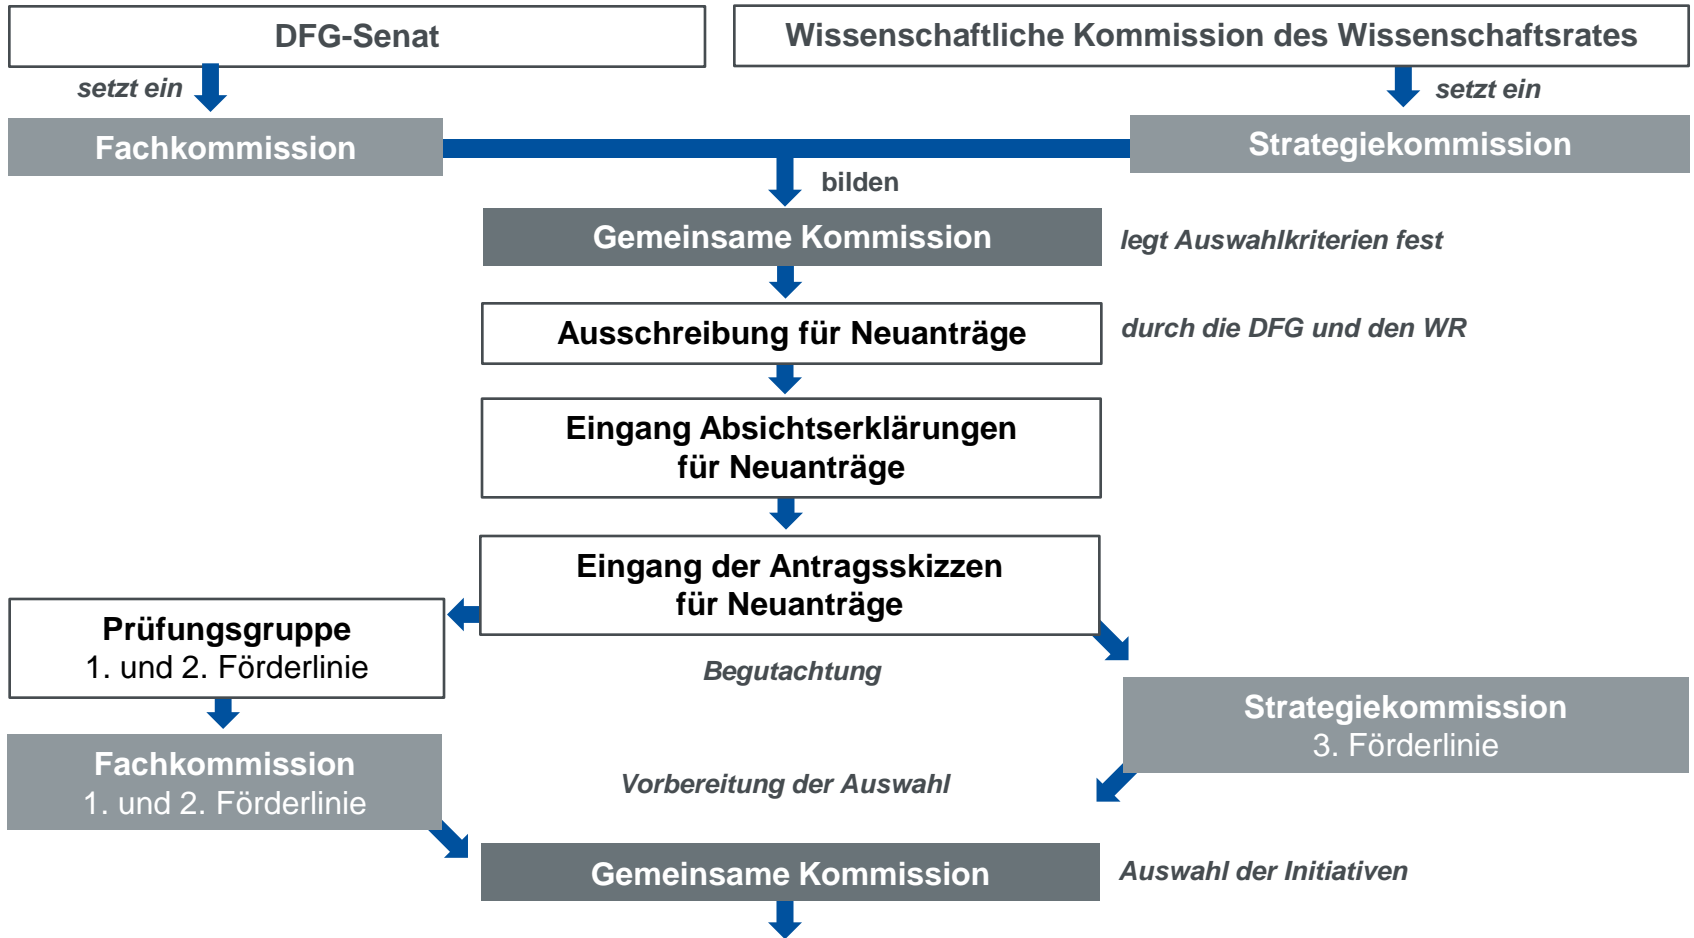 DFG-Senat
Wissenschaftliche Kommission des Wissenschaftsrates
setzt ein
setzt ein
Fachkommission
Strategiekommission
bilden
Gemeinsame Kommission
legt Auswahlkriterien fest
Ausschreibung für Neuanträge
durch die DFG und den WR
Eingang Absichtserklärungen
für Neuanträge
Eingang der Antragsskizzen
für Neuanträge
Prüfungsgruppe
1. und 2. Förderlinie
Begutachtung
Strategiekommission
3. Förderlinie
Fachkommission
1. und 2. Förderlinie
Vorbereitung der Auswahl
Gemeinsame Kommission
Auswahl der Initiativen